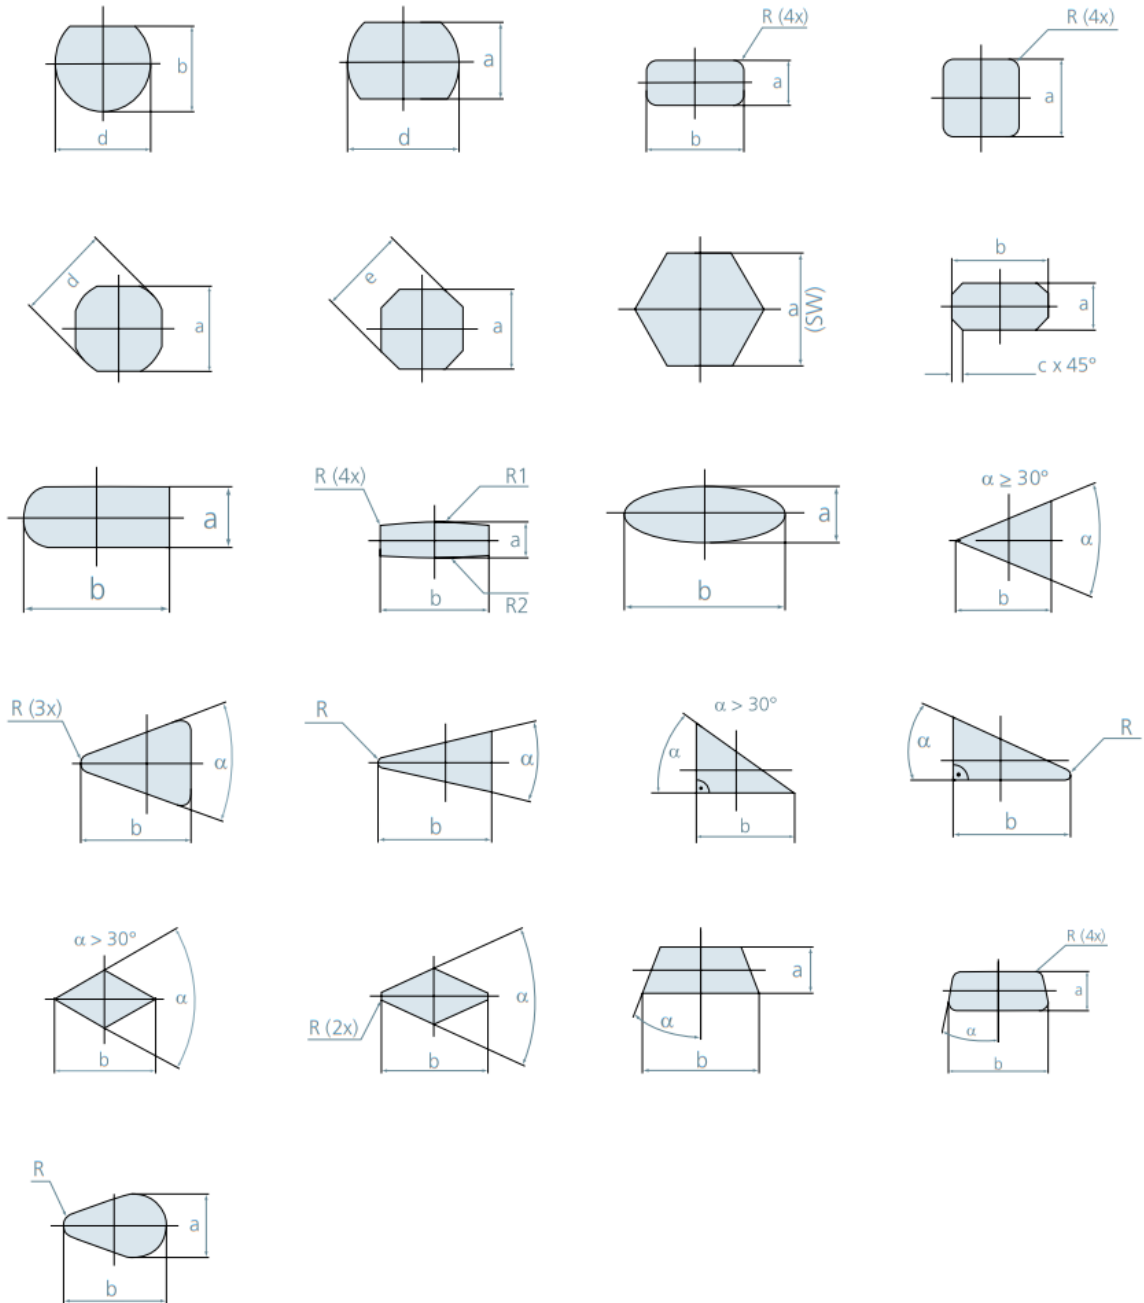 b
d
a
d
R (4x)
a
b
R (4x)
a
d
a
e
a
a
(SW)
b
a
c x 45°
a
b
R (4x)
R1
a
b
R2
a
b
α ≥ 30°
α
b
R (3x)
α
b
R
α
b
α > 30°
α
b
α
R
b
α > 30°
α
b
α
R (2x)
b
a
α
b
R (4x)
a
α
b
R
a
b